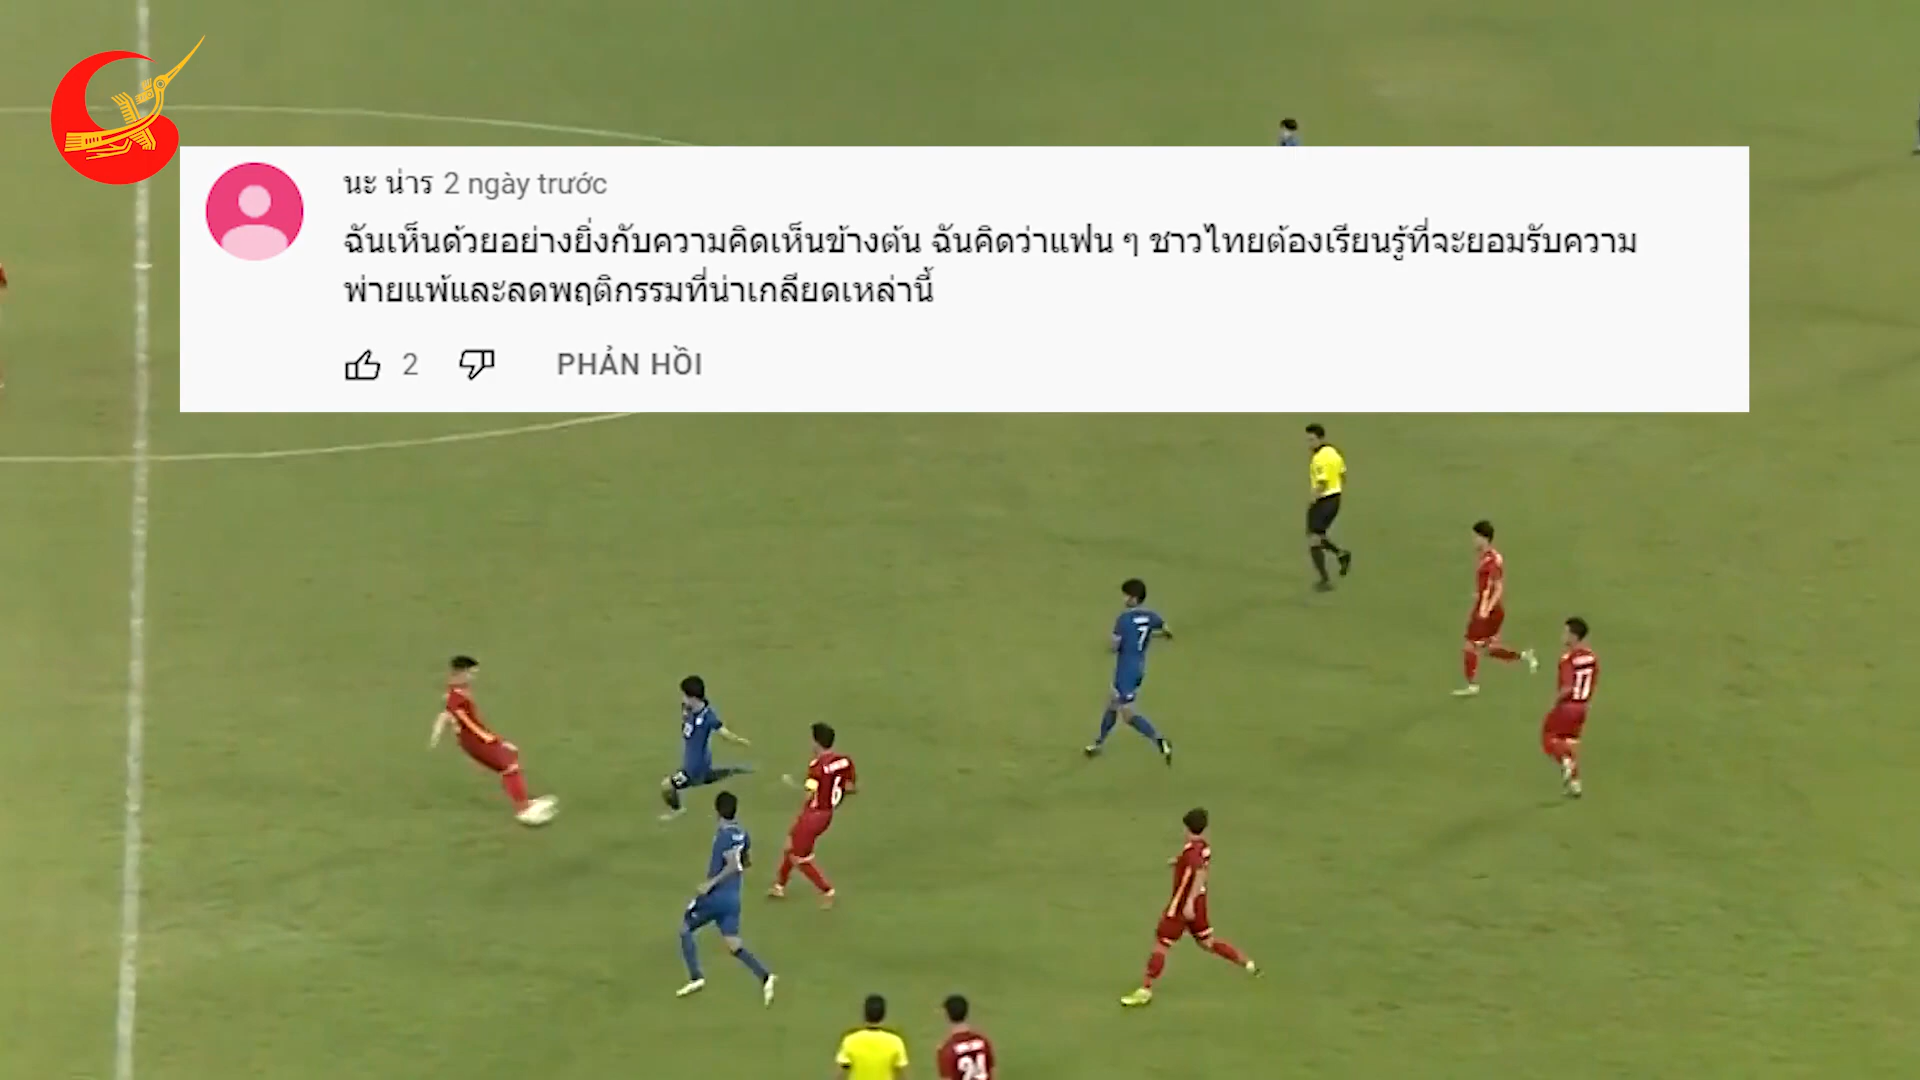 นะ น่าร 2 ngày trước
ฉันเห็นด้วยอย่างยิ่งกับความคิดเห็นข้างต้น ฉันคิดว่าแฟน ๆ ชาวไทยต้องเรียนรู้ที่จะยอมรับความ
พ่ายแพ้และลดพฤติกรรมที่น่าเกลียดเหล่านี้
2 PHẢN HỒI
7
17
6
24